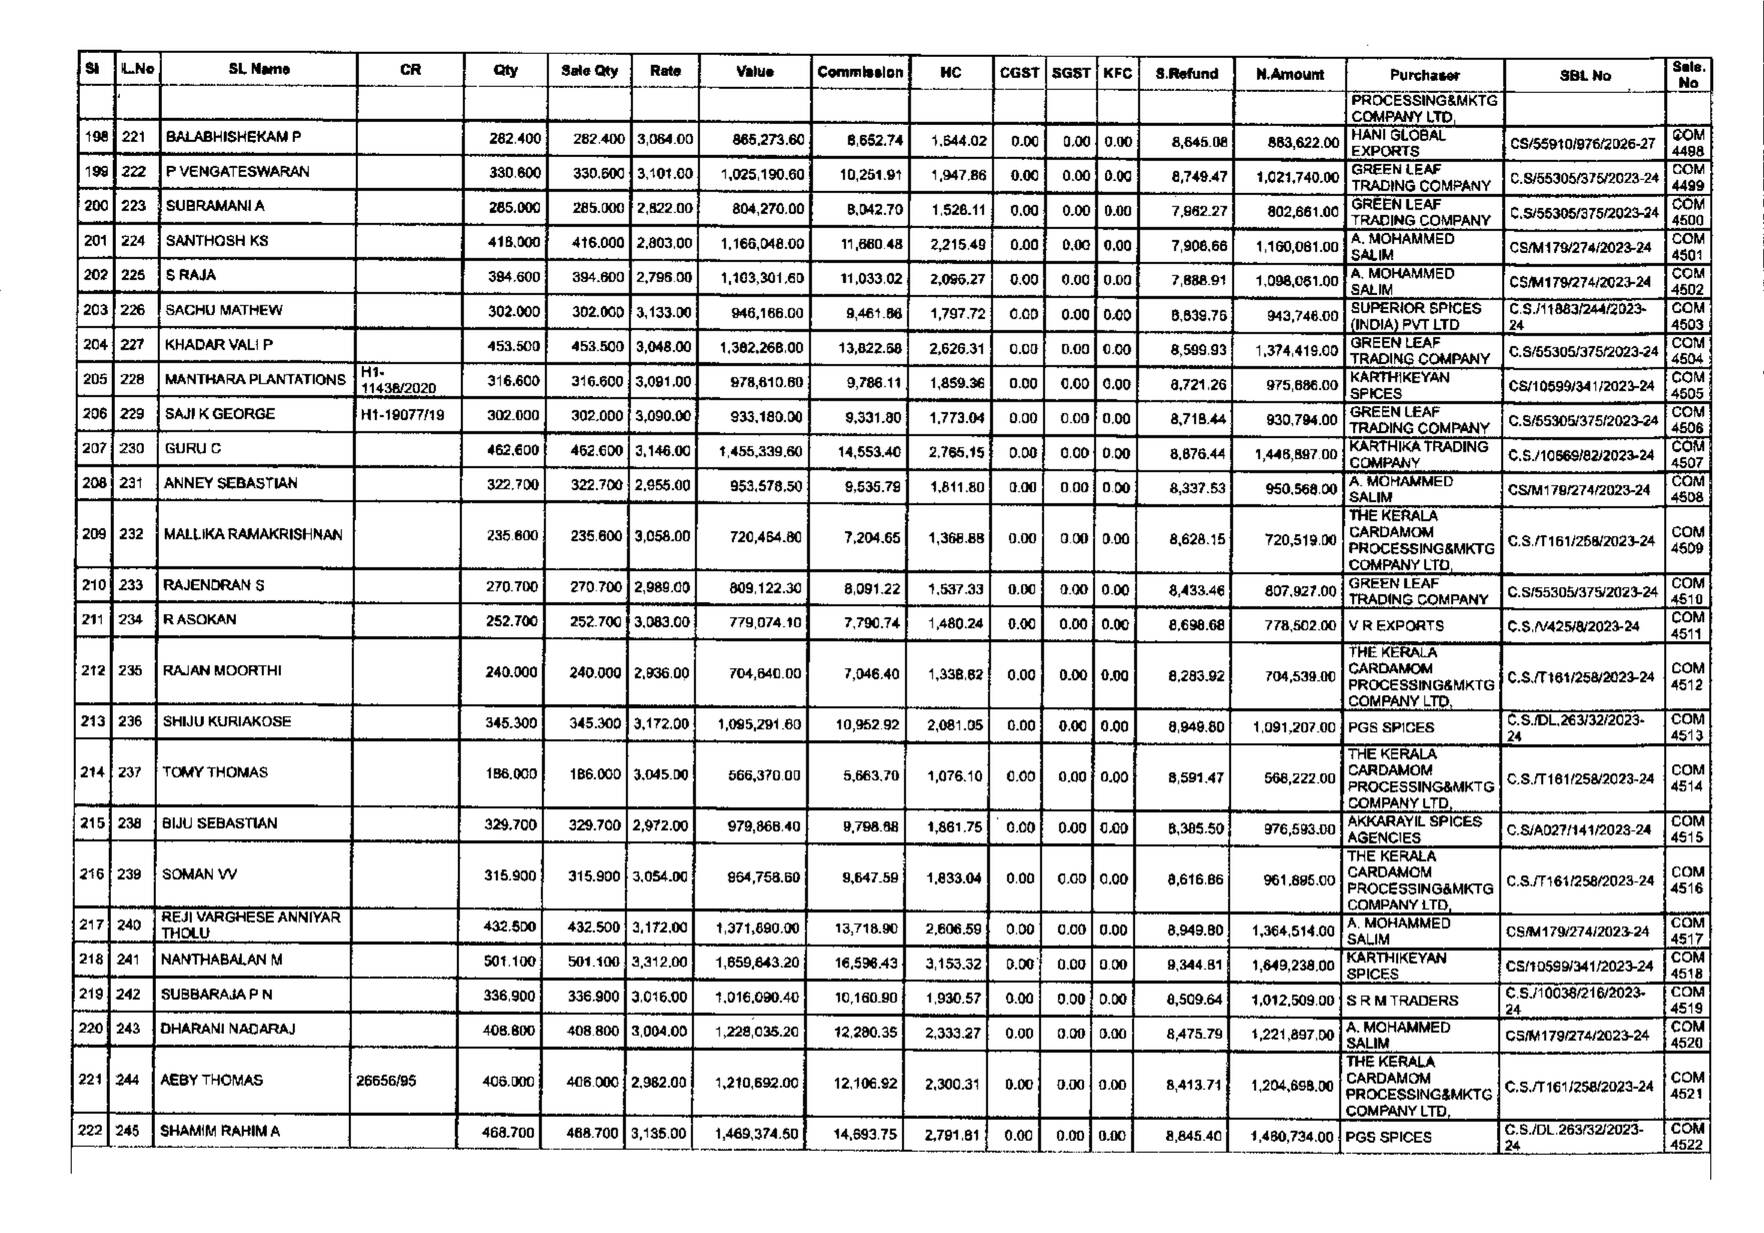 Sl L.No SL Name CR Qty Sale Qty Rate Value Commission HC CGST SGST KFC S.Refund N.Amount Purchaser SBL No Sale. No
PROCESSING&MKTG COMPANY LTD,
198 221 BALABHISHEKAM P 282.400 282.400 3,064.00 865,273.60 8,652.74 1,644.02 0.00 0.00 0.00 8,645.08 863,622.00 HANI GLOBAL EXPORTS CS/55910/976/2026-27 COM 4498
199 222 P VENGATESWARAN 330.600 330.600 3,101.00 1,025,190.60 10,251.91 1,947.86 0.00 0.00 0.00 8,749.47 1,021,740.00 GREEN LEAF TRADING COMPANY C.S/55305/375/2023-24 COM 4499
200 223 SUBRAMANI A 285.000 285.000 2,822.00 804,270.00 8,042.70 1,528.11 0.00 0.00 0.00 7,962.27 802,661.00 GREEN LEAF TRADING COMPANY C.S/55305/375/2023-24 COM 4500
201 224 SANTHOSH KS 416.000 416.000 2,803.00 1,166,048.00 11,660.48 2,215.49 0.00 0.00 0.00 7,908.66 1,160,081.00 A. MOHAMMED SALIM CS/M179/274/2023-24 COM 4501
202 225 S RAJA 394.600 394.600 2,796.00 1,103,301.60 11,033.02 2,096.27 0.00 0.00 0.00 7,888.91 1,098,061.00 A. MOHAMMED SALIM CS/M179/274/2023-24 COM 4502
203 226 SACHU MATHEW 302.000 302.000 3,133.00 946,166.00 9,461.66 1,797.72 0.00 0.00 0.00 8,839.75 943,746.00 SUPERIOR SPICES (INDIA) PVT LTD C.S./11883/244/2023-24 COM 4503
204 227 KHADAR VALI P 453.500 453.500 3,048.00 1,382,268.00 13,822.68 2,626.31 0.00 0.00 0.00 8,599.93 1,374,419.00 GREEN LEAF TRADING COMPANY C.S/55305/375/2023-24 COM 4504
205 228 MANTHARA PLANTATIONS H1-11438/2020 316.600 316.600 3,091.00 978,610.60 9,786.11 1,859.36 0.00 0.00 0.00 8,721.26 975,686.00 KARTHIKEYAN SPICES CS/10599/341/2023-24 COM 4505
206 229 SAJI K GEORGE H1-19077/19 302.000 302.000 3,090.00 933,180.00 9,331.80 1,773.04 0.00 0.00 0.00 8,718.44 930,794.00 GREEN LEAF TRADING COMPANY C.S/55305/375/2023-24 COM 4506
207 230 GURU C 462.600 462.600 3,146.00 1,455,339.60 14,553.40 2,765.15 0.00 0.00 0.00 8,876.44 1,446,897.00 KARTHIKA TRADING COMPANY C.S./10569/82/2023-24 COM 4507
208 231 ANNEY SEBASTIAN 322.700 322.700 2,955.00 953,578.50 9,535.79 1,811.80 0.00 0.00 0.00 8,337.53 950,568.00 A. MOHAMMED SALIM CS/M179/274/2023-24 COM 4508
209 232 MALLIKA RAMAKRISHNAN 235.600 235.600 3,058.00 720,464.80 7,204.65 1,368.88 0.00 0.00 0.00 8,628.15 720,519.00 THE KERALA CARDAMOM PROCESSING&MKTG COMPANY LTD, C.S./T161/258/2023-24 COM 4509
210 233 RAJENDRAN S 270.700 270.700 2,989.00 809,122.30 8,091.22 1,537.33 0.00 0.00 0.00 8,433.46 807,927.00 GREEN LEAF TRADING COMPANY C.S/55305/375/2023-24 COM 4510
211 234 R ASOKAN 252.700 252.700 3,083.00 779,074.10 7,790.74 1,480.24 0.00 0.00 0.00 8,698.68 778,502.00 V R EXPORTS C.S./V425/8/2023-24 COM 4511
212 235 RAJAN MOORTHI 240.000 240.000 2,936.00 704,640.00 7,046.40 1,338.82 0.00 0.00 0.00 8,283.92 704,539.00 THE KERALA CARDAMOM PROCESSING&MKTG COMPANY LTD, C.S./T161/258/2023-24 COM 4512
213 236 SHIJU KURIAKOSE 345.300 345.300 3,172.00 1,095,291.60 10,952.92 2,081.05 0.00 0.00 0.00 8,949.80 1,091,207.00 PGS SPICES C.S./DL.263/32/2023-24 COM 4513
214 237 TOMY THOMAS 186.000 186.000 3,045.00 566,370.00 5,663.70 1,076.10 0.00 0.00 0.00 8,591.47 568,222.00 THE KERALA CARDAMOM PROCESSING&MKTG COMPANY LTD, C.S./T161/258/2023-24 COM 4514
215 238 BIJU SEBASTIAN 329.700 329.700 2,972.00 979,868.40 9,798.68 1,861.75 0.00 0.00 0.00 8,385.50 976,593.00 AKKARAYIL SPICES AGENCIES C.S/A027/141/2023-24 COM 4515
216 239 SOMAN VV 315.900 315.900 3,054.00 964,758.60 9,647.59 1,833.04 0.00 0.00 0.00 8,616.86 961,895.00 THE KERALA CARDAMOM PROCESSING&MKTG COMPANY LTD, C.S./T161/258/2023-24 COM 4516
217 240 REJI VARGHESE ANNIYAR THOLU 432.500 432.500 3,172.00 1,371,890.00 13,718.90 2,606.59 0.00 0.00 0.00 8,949.80 1,364,514.00 A. MOHAMMED SALIM CS/M179/274/2023-24 COM 4517
218 241 NANTHABALAN M 501.100 501.100 3,312.00 1,659,643.20 16,596.43 3,153.32 0.00 0.00 0.00 9,344.81 1,649,238.00 KARTHIKEYAN SPICES CS/10599/341/2023-24 COM 4518
219 242 SUBBARAJA P N 336.900 336.900 3,016.00 1,016,090.40 10,160.90 1,930.57 0.00 0.00 0.00 8,509.64 1,012,509.00 S R M TRADERS C.S./10038/216/2023-24 COM 4519
220 243 DHARANI NADARAJ 408.800 408.800 3,004.00 1,228,035.20 12,280.35 2,333.27 0.00 0.00 0.00 8,475.79 1,221,897.00 A. MOHAMMED SALIM CS/M179/274/2023-24 COM 4520
221 244 AEBY THOMAS 26656/95 406.000 406.000 2,982.00 1,210,692.00 12,106.92 2,300.31 0.00 0.00 0.00 8,413.71 1,204,698.00 THE KERALA CARDAMOM PROCESSING&MKTG COMPANY LTD, C.S./T161/258/2023-24 COM 4521
222 245 SHAMIM RAHIM A 468.700 468.700 3,135.00 1,469,374.50 14,693.75 2,791.81 0.00 0.00 0.00 8,845.40 1,460,734.00 PGS SPICES C.S./DL.263/32/2023-24 COM 4522